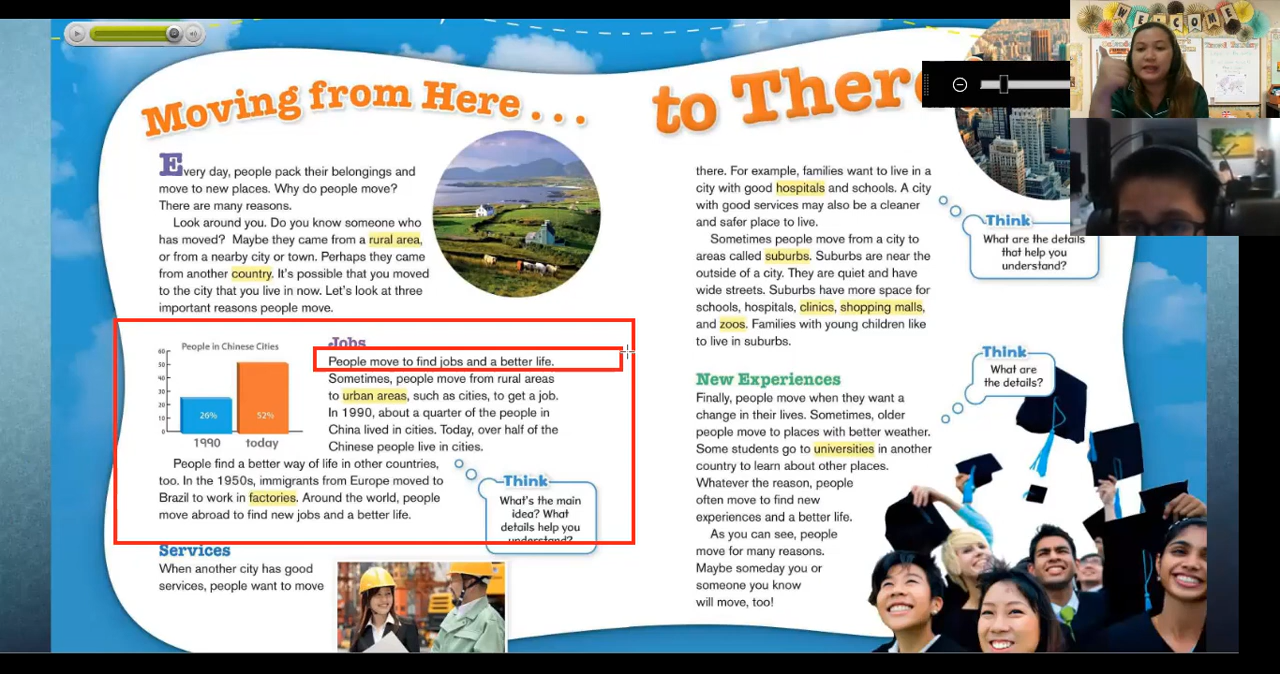 WELCOME
Moving from Here . . .
to There
Every day, people pack their belongings and
move to new places. Why do people move?
There are many reasons.
Look around you. Do you know someone who
has moved? Maybe they came from a rural area,
or from a nearby city or town. Perhaps they came
from another country. It's possible that you moved
to the city that you live in now. Let's look at three
important reasons people move.
People in Chinese Cities
60
50
40
30
20
10
0
26%
52%
1990
today
Jobs
People move to find jobs and a better life.
Sometimes, people move from rural areas
to urban areas, such as cities, to get a job.
In 1990, about a quarter of the people in
China lived in cities. Today, over half of the
Chinese people live in cities.
People find a better way of life in other countries,
too. In the 1950s, immigrants from Europe moved to
Brazil to work in factories. Around the world, people
move abroad to find new jobs and a better life.
Think
What's the main
idea? What
details help you
understand?
Services
When another city has good
services, people want to move
there. For example, families want to live in a
city with good hospitals and schools. A city
with good services may also be a cleaner
and safer place to live.
Sometimes people move from a city to
areas called suburbs. Suburbs are near the
outside of a city. They are quiet and have
wide streets. Suburbs have more space for
schools, hospitals, clinics, shopping malls,
and zoos. Families with young children like
to live in suburbs.
Think
What are the details
that help you
understand?
New Experiences
Finally, people move when they want a
change in their lives. Sometimes, older
people move to places with better weather.
Some students go to universities in another
country to learn about other places.
Whatever the reason, people
often move to find new
experiences and a better life.
As you can see, people
move for many reasons.
Maybe someday you or
someone you know
will move, too!
Think
What are
the details?